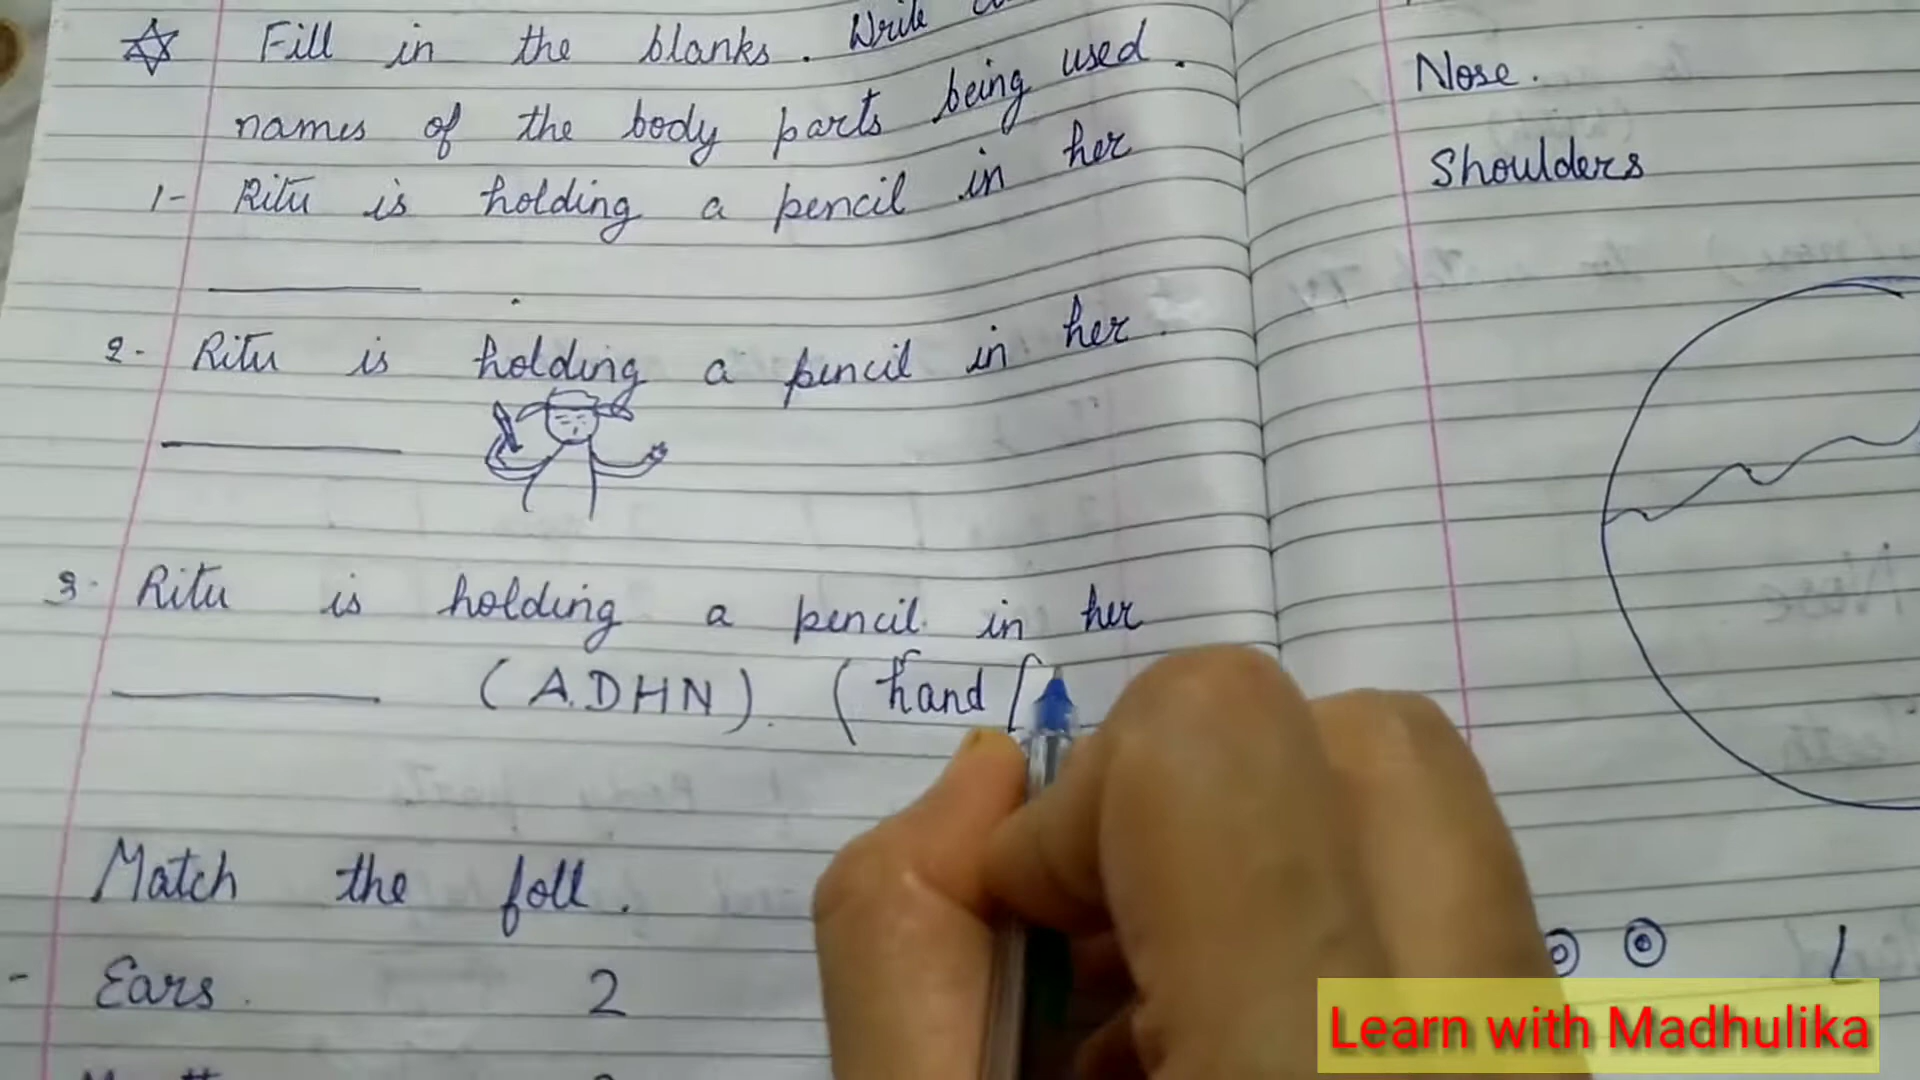 Fill in the blanks. Write
names of the body parts being used.
1- Ritu is holding a pencil in her
.
2- Ritu is holding a pencil in her
3- Ritu is holding a pencil in her
(A.DHN). (hand/
Match the foll.
- Ears. 2
Nose.
Shoulders
Learn with Madhulika